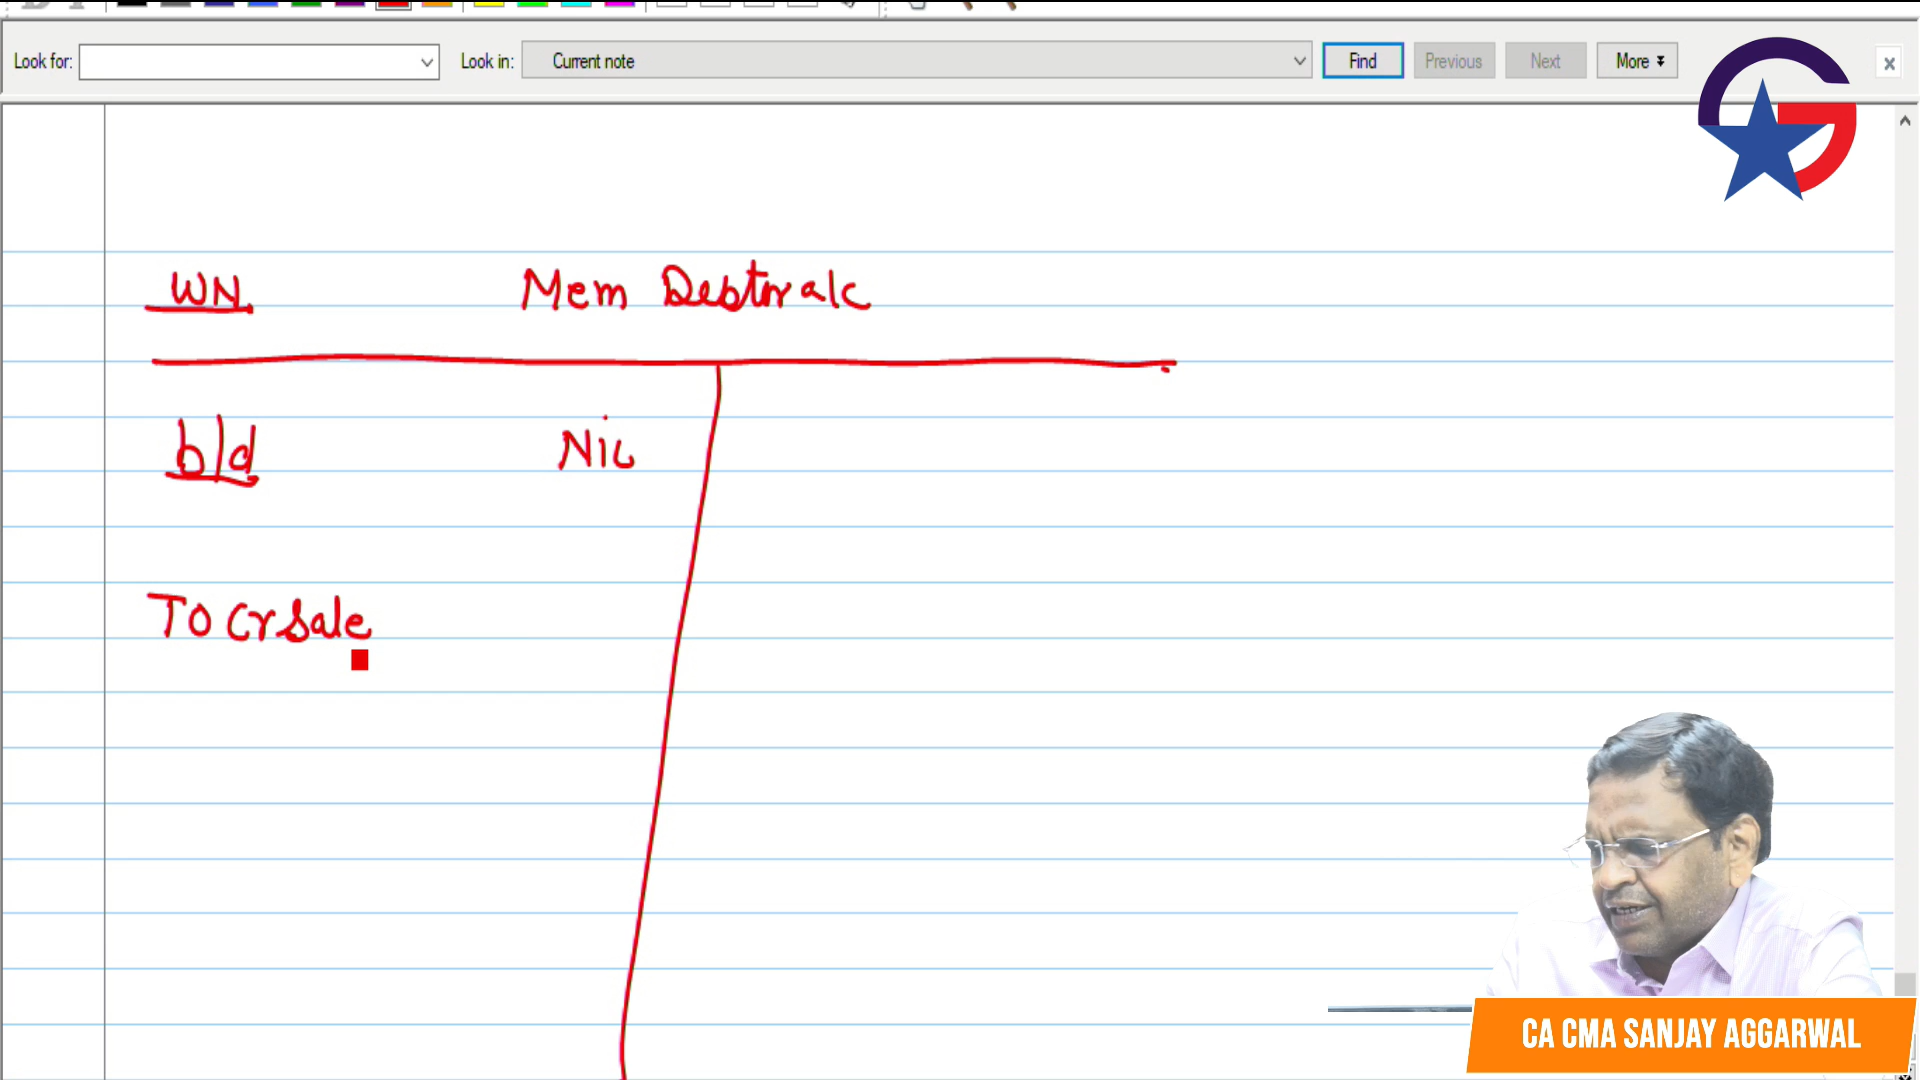 Look for:
Look in: Current note Find Previous Next More
WN Mem Debtor a/c
b/d Nil
To Cr Sale
CA CMA SANJAY AGGARWAL